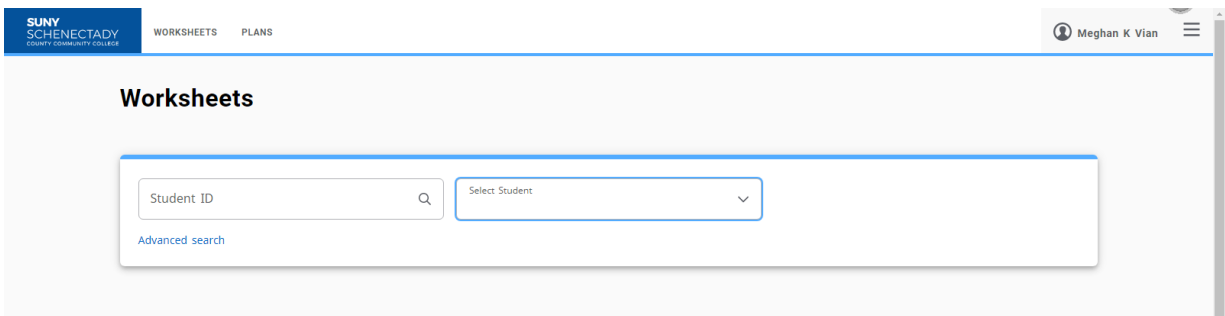 SUNY
SCHENECTADY
COUNTY COMMUNITY COLLEGE
WORKSHEETS PLANS
Meghan K Vian
Worksheets
Student ID
Select Student
Advanced search